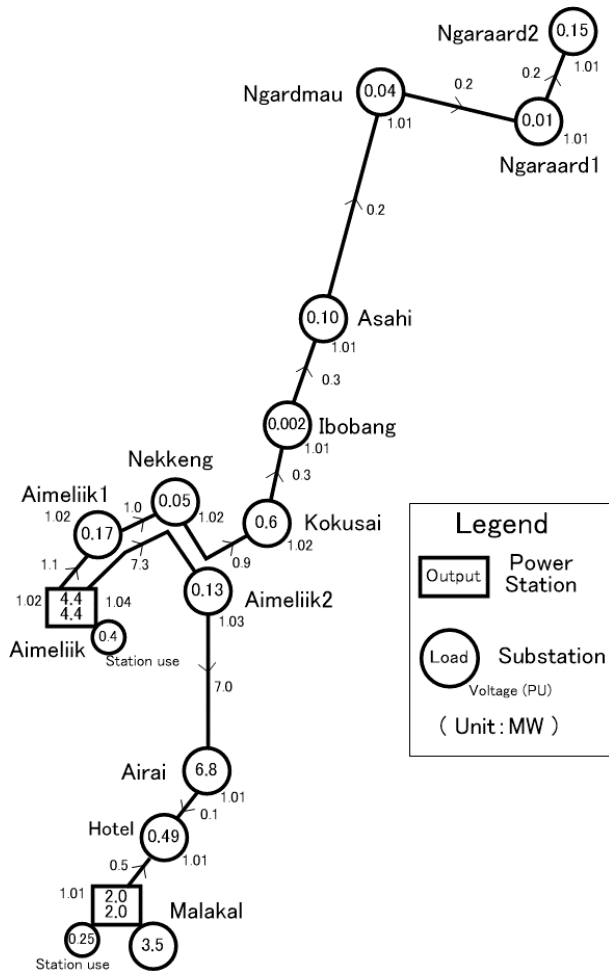 Ngaraard2
0.15
1.01
0.2
Ngardmau
0.04
1.01
0.2
0.01
1.01
Ngaraard1
0.2
0.10
Asahi
1.01
0.3
0.002
Ibobang
1.01
0.3
Nekkeng
0.05
1.02
Aimeliik1
1.02
0.17
1.0
0.6
Kokusai
1.02
0.9
1.1
7.3
1.02
4.4
4.4
1.04
Aimeliik
0.4
Station use
0.13
Aimeliik2
1.03
7.0
Airai
6.8
1.01
0.1
Hotel
0.49
1.01
0.5
1.01
2.0
2.0
Malakal
0.25
Station use
3.5
Legend
Output
Power
Station
Load
Substation
Voltage (PU)
( Unit : MW )